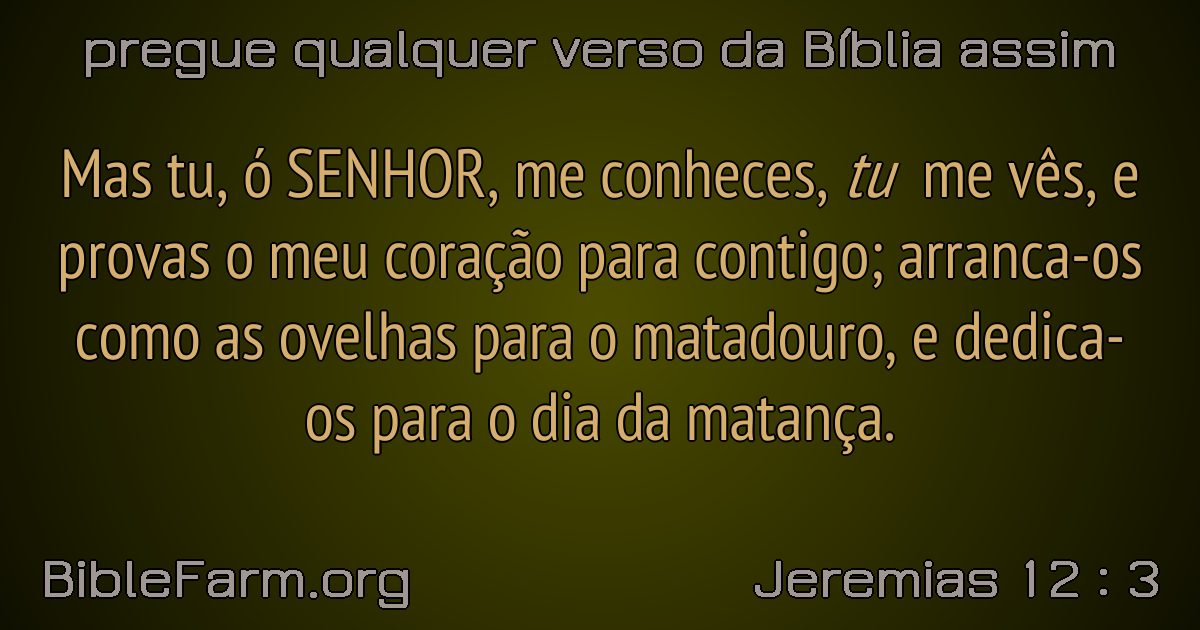 pregue qualquer verso da Bíblia assim
Mas tu, ó SENHOR, me conheces, tu me vês, e
provas o meu coração para contigo; arranca-os
como as ovelhas para o matadouro, e dedica-
os para o dia da matança.
BibleFarm.org
Jeremias 12 : 3